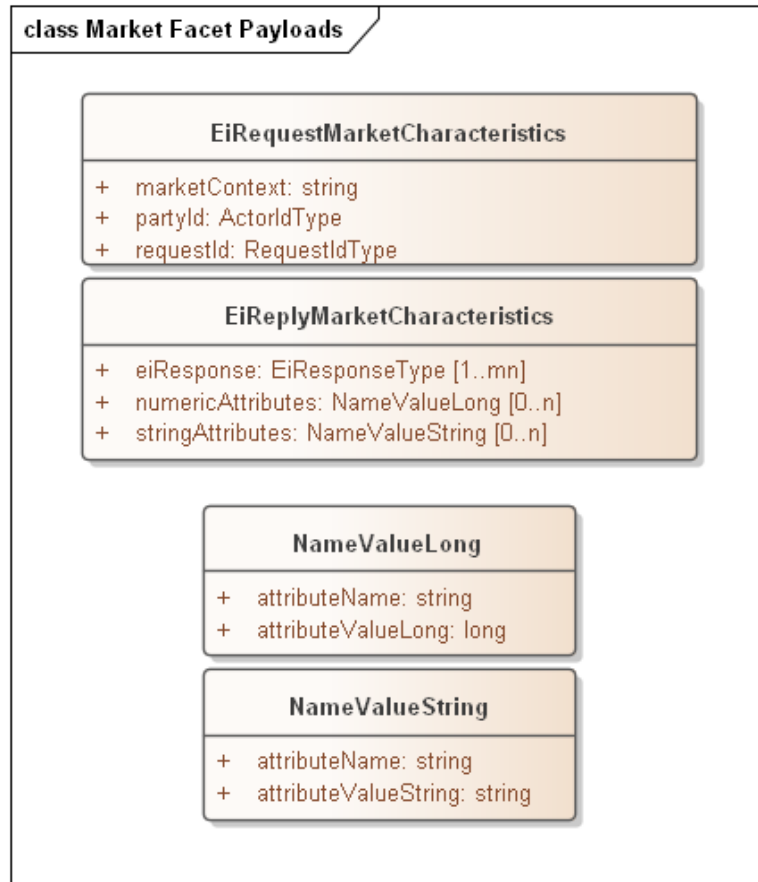 class Market Facet Payloads
EiRequestMarketCharacteristics
+ marketContext: string
+ partyId: ActorIdType
+ requestId: RequestIdType
EiReplyMarketCharacteristics
+ eiResponse: EiResponseType [1..mn]
+ numericAttributes: NameValueLong [0..n]
+ stringAttributes: NameValueString [0..n]
NameValueLong
+ attributeName: string
+ attributeValueLong: long
NameValueString
+ attributeName: string
+ attributeValueString: string